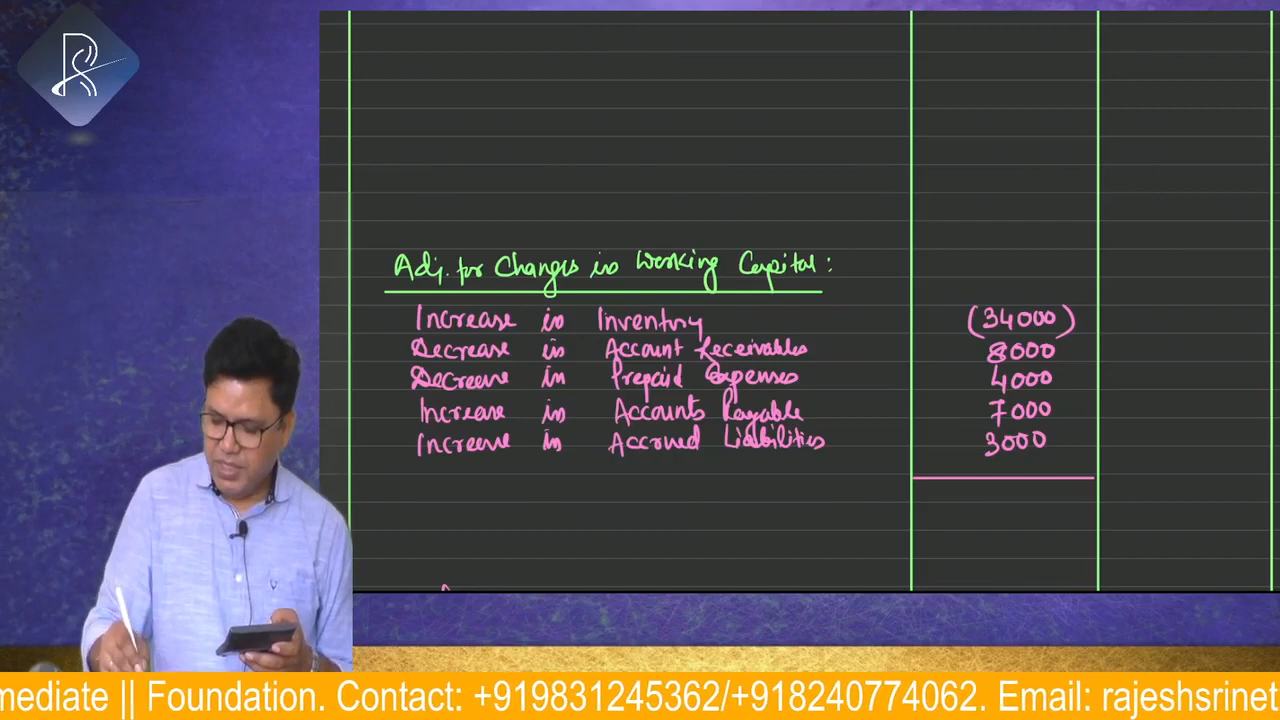 RS
Adj. for Changes in Working Capital :
Increase in Inventory (34000)
Decrease in Account Receivables 8000
Decrease in Prepaid Expenses 4000
Increase in Accounts Payable 7000
Increase in Accrued Liabilities 3000
mediate || Foundation. Contact: +919831245362/+918240774062. Email: rajeshsrinet